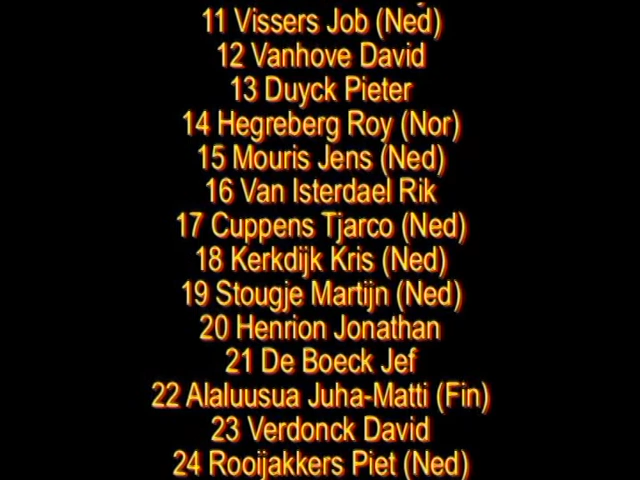 11 Vissers Job (Ned)
12 Vanhove David
13 Duyck Pieter
14 Hegreberg Roy (Nor)
15 Mouris Jens (Ned)
16 Van Isterdael Rik
17 Cuppens Tjarco (Ned)
18 Kerkdijk Kris (Ned)
19 Stougje Martijn (Ned)
20 Henrion Jonathan
21 De Boeck Jef
22 Alaluusua Juha-Matti (Fin)
23 Verdonck David
24 Rooijakkers Piet (Ned)